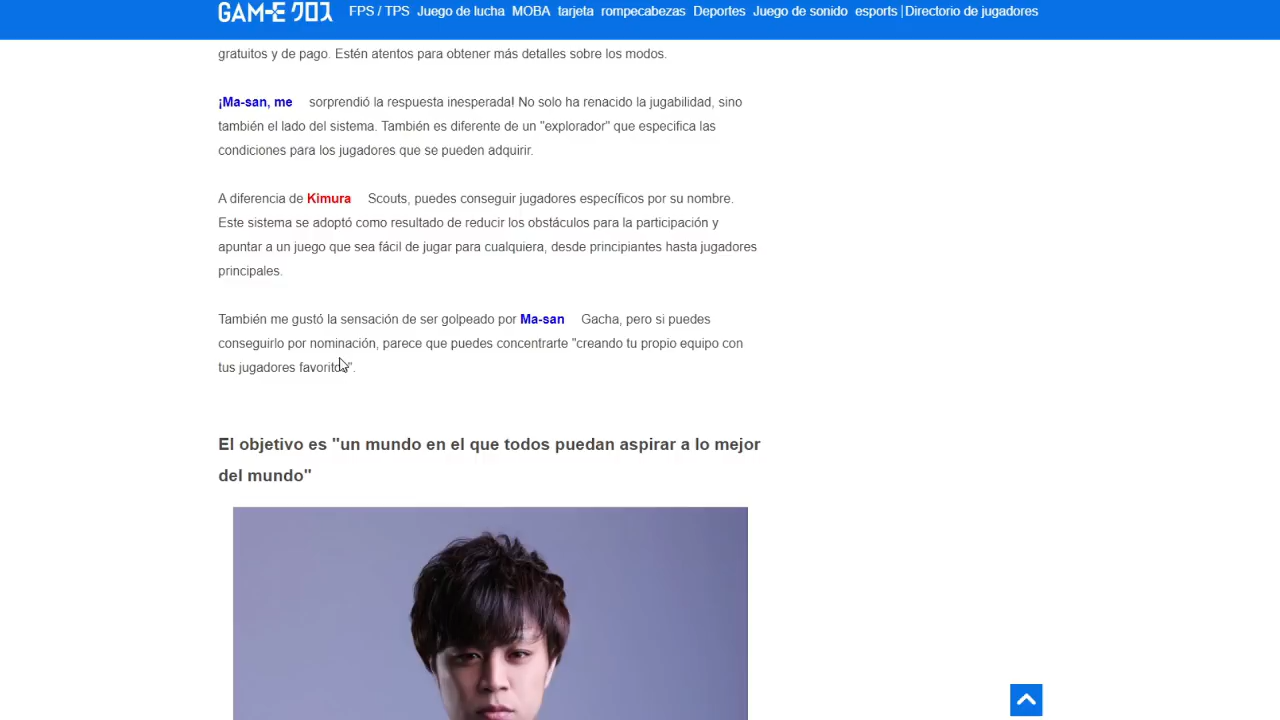 GAM-E クロス FPS / TPS Juego de lucha MOBA tarjeta rompecabezas Deportes Juego de sonido esports | Directorio de jugadores
gratuitos y de pago. Estén atentos para obtener más detalles sobre los modos.
¡Ma-san, me sorprendió la respuesta inesperada! No solo ha renacido la jugabilidad, sino
también el lado del sistema. También es diferente de un "explorador" que especifica las
condiciones para los jugadores que se pueden adquirir.
A diferencia de Kimura Scouts, puedes conseguir jugadores específicos por su nombre.
Este sistema se adoptó como resultado de reducir los obstáculos para la participación y
apuntar a un juego que sea fácil de jugar para cualquiera, desde principiantes hasta jugadores
principales.
También me gustó la sensación de ser golpeado por Ma-san Gacha, pero si puedes
conseguirlo por nominación, parece que puedes concentrarte "creando tu propio equipo con
tus jugadores favoritos".
El objetivo es "un mundo en el que todos puedan aspirar a lo mejor
del mundo"